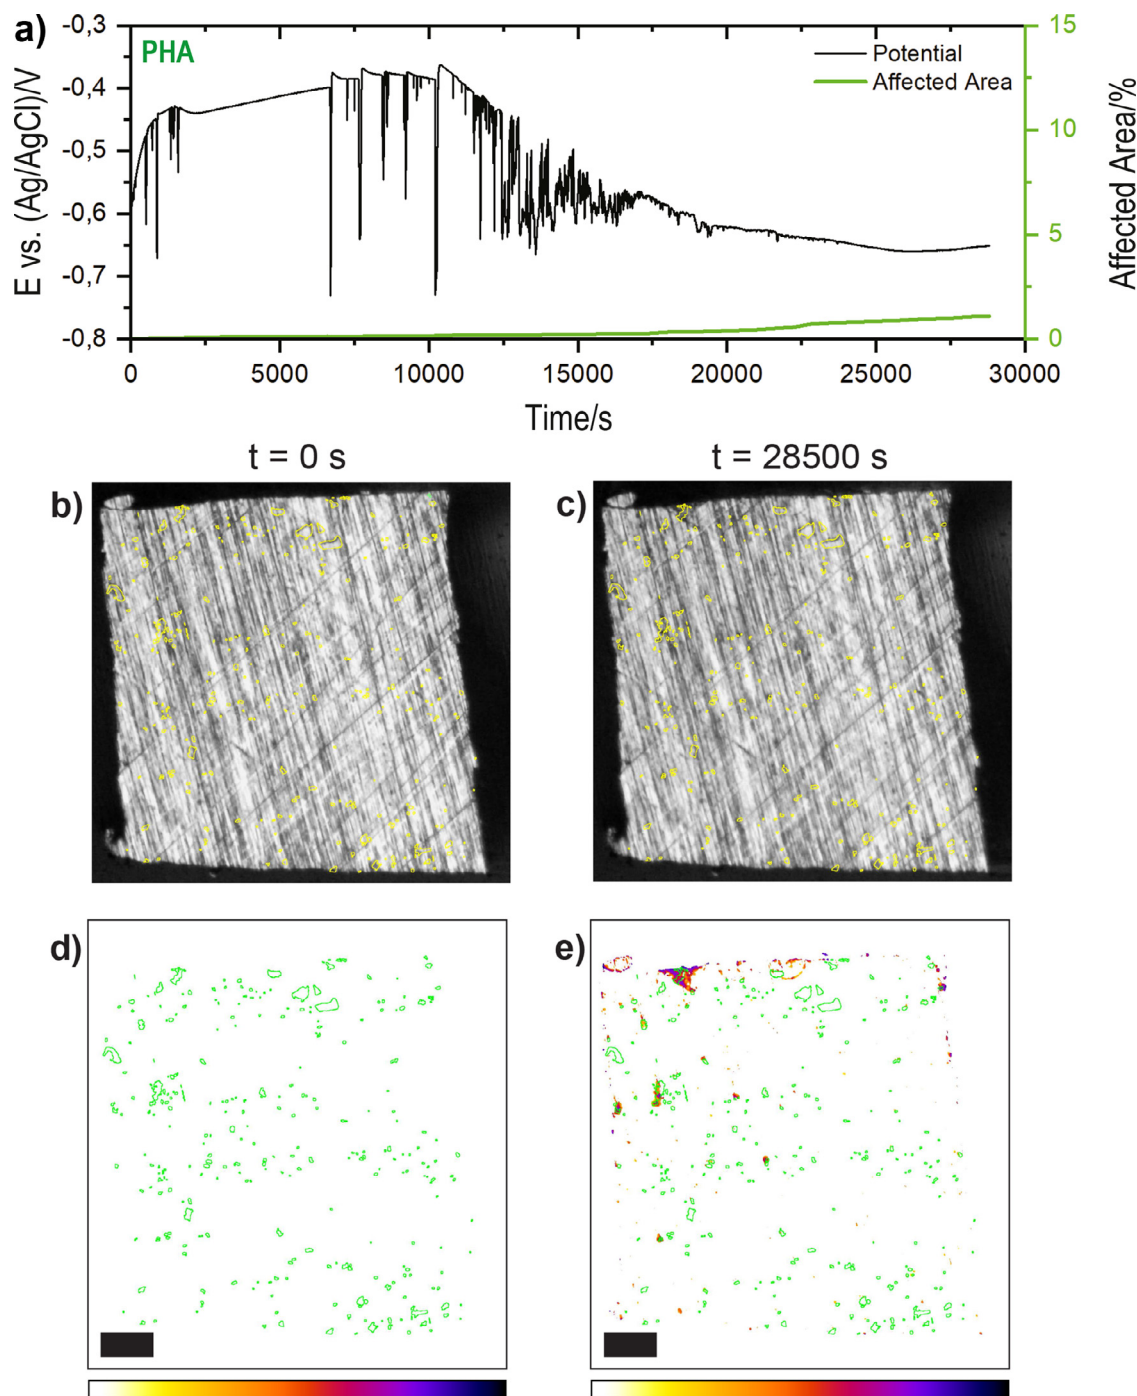 a)
PHA
Potential
Affected Area
-0,3
-0,4
-0,5
-0,6
-0,7
-0,8
E vs. (Ag/AgCl)/V
15
10
5
0
Affected Area/%
0 5000 10000 15000 20000 25000 30000
Time/s
t = 0 s
t = 28500 s
b)
c)
d)
e)